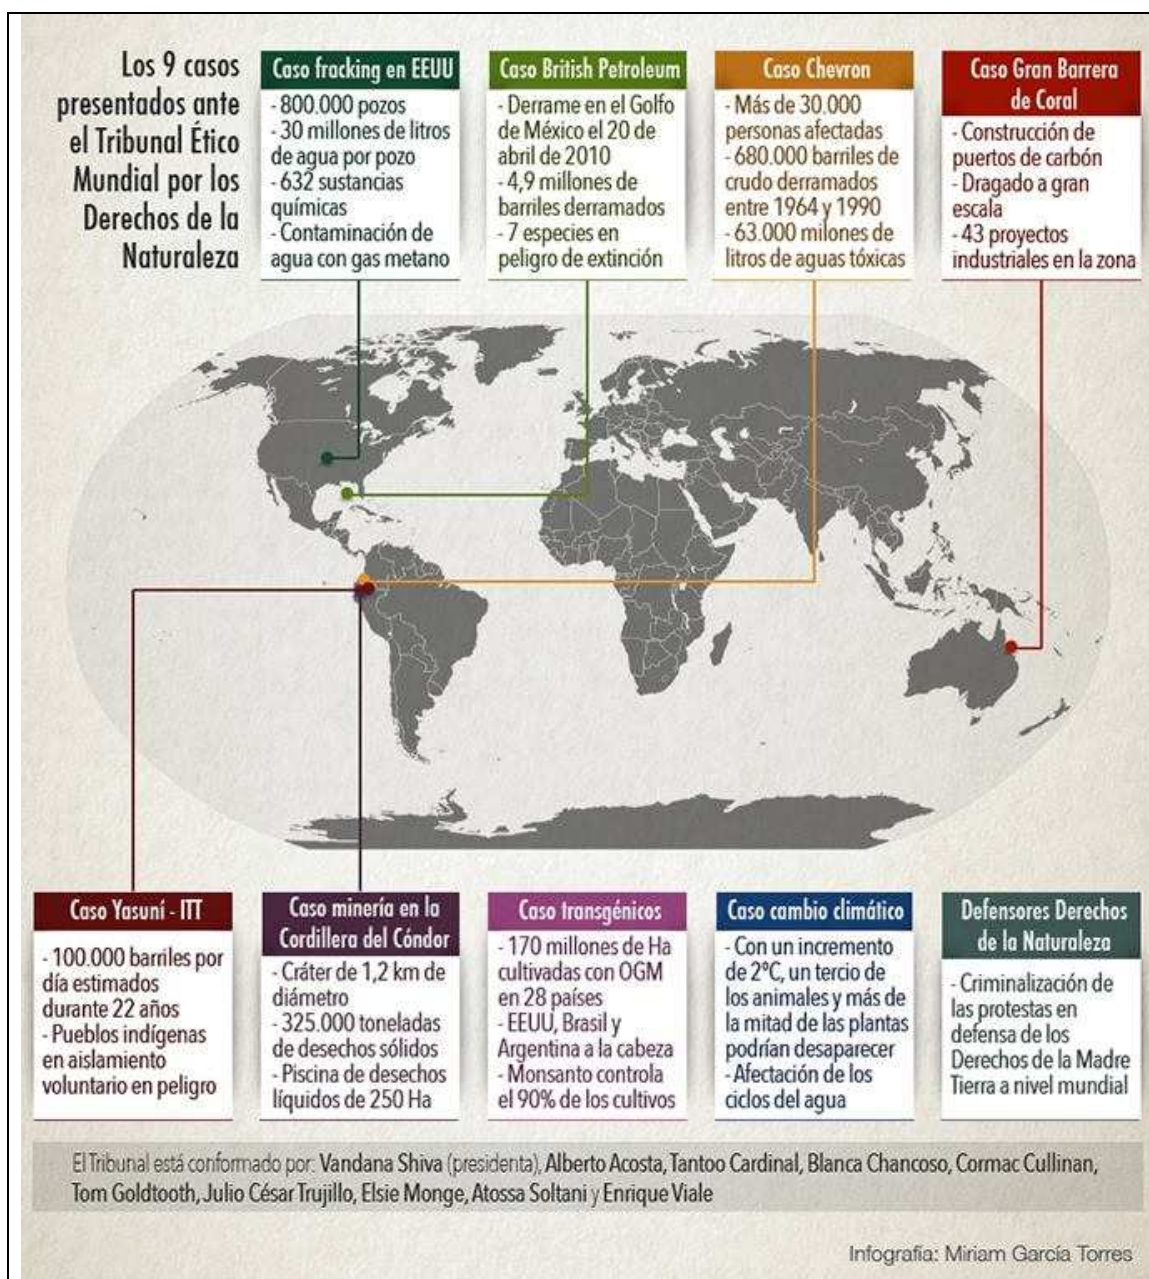 Los 9 casos
presentados ante
el Tribunal Ético
Mundial por los
Derechos de la
Naturaleza
Caso fracking en EEUU
- 800.000 pozos
- 30 millones de litros
de agua por pozo
- 632 sustancias
químicas
- Contaminación de
agua con gas metano
Caso British Petroleum
- Derrame en el Golfo
de México el 20 de
abril de 2010
- 4,9 millones de
barriles derramados
- 7 especies en
peligro de extinción
Caso Chevron
- Más de 30.000
personas afectadas
- 680.000 barriles de
crudo derramados
entre 1964 y 1990
- 63.000 milones de
litros de aguas tóxicas
Caso Gran Barrera
de Coral
- Construcción de
puertos de carbón
- Dragado a gran
escala
- 43 proyectos
industriales en la zona
Caso Yasuní - ITT
- 100.000 barriles por
día estimados
durante 22 años
- Pueblos indígenas
en aislamiento
voluntario en peligro
Caso minería en la
Cordillera del Cóndor
- Cráter de 1,2 km de
diámetro
- 325.000 toneladas
de desechos sólidos
- Piscina de desechos
líquidos de 250 Ha
Caso transgénicos
- 170 millones de Ha
cultivadas con OGM
en 28 países
- EEUU, Brasil y
Argentina a la cabeza
- Monsanto controla
el 90% de los cultivos
Caso cambio climático
- Con un incremento
de 2ºC, un tercio de
los animales y más de
la mitad de las plantas
podrían desaparecer
- Afectación de los
ciclos del agua
Defensores Derechos
de la Naturaleza
- Criminalización de
las protestas en
defensa de los
Derechos de la Madre
Tierra a nivel mundial
El Tribunal está conformado por: Vandana Shiva (presidenta), Alberto Acosta, Tantoo Cardinal, Blanca Chancoso, Cormac Cullinan,
Tom Goldtooth, Julio César Trujillo, Elsie Monge, Atossa Soltani y Enrique Viale
Infografía: Miriam García Torres